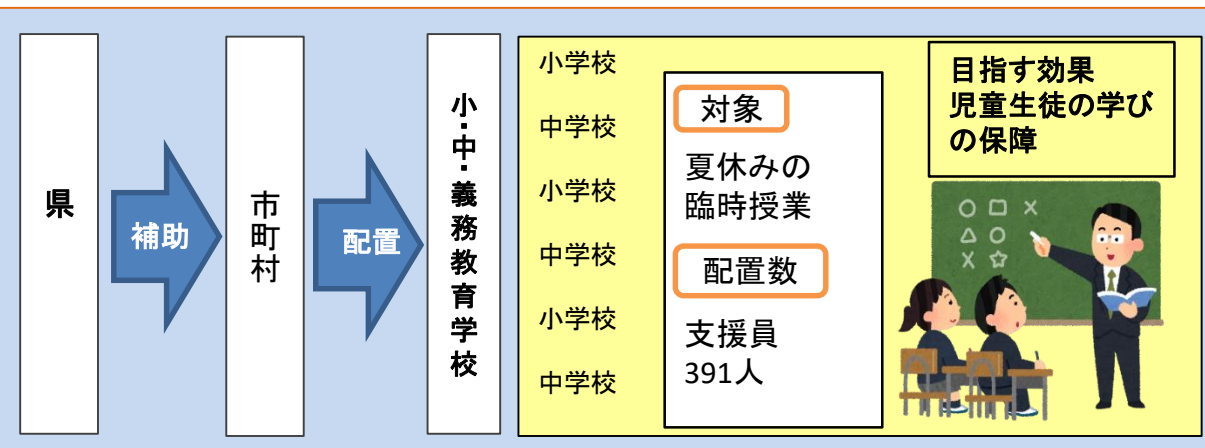 県
補助
市町村
配置
小・中・義務教育学校
小学校
中学校
小学校
中学校
小学校
中学校
対象
夏休みの
臨時授業
配置数
支援員
391人
目指す効果
児童生徒の学び
の保障